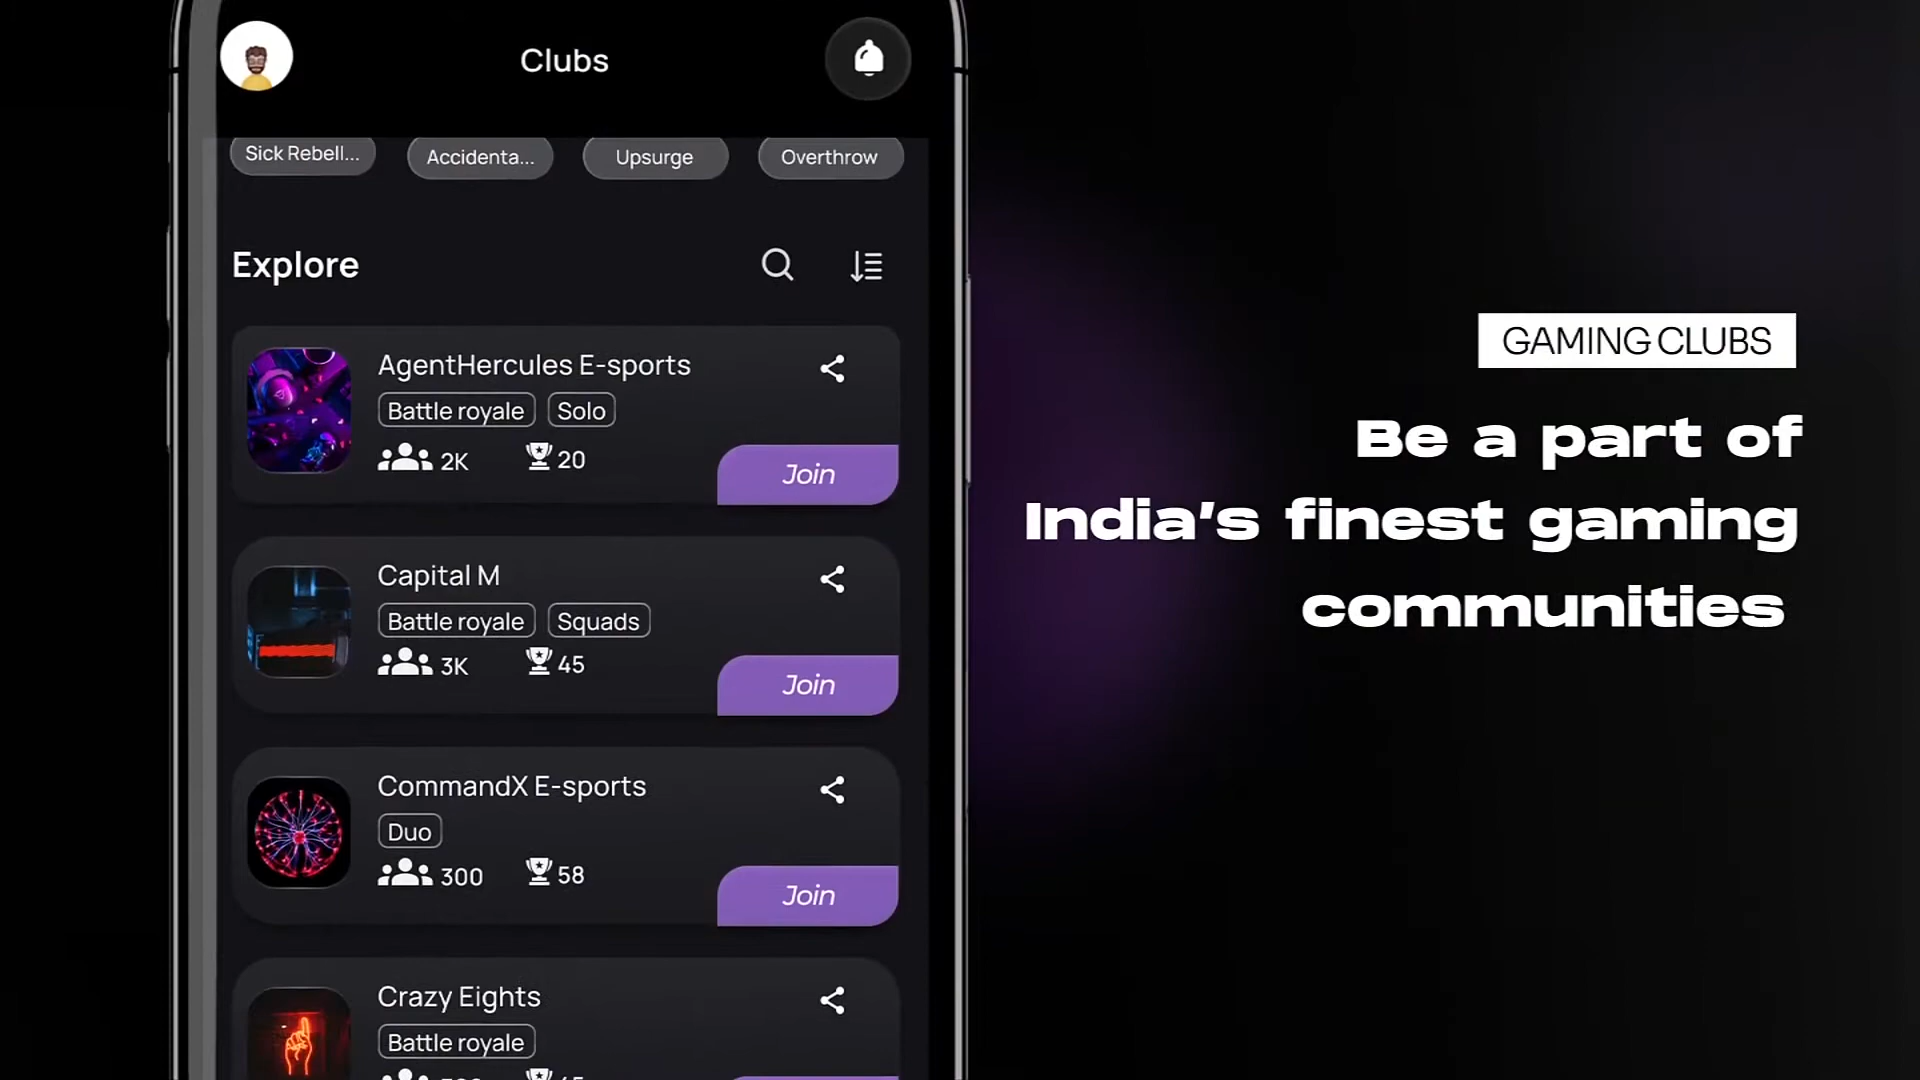 Clubs
Sick Rebell...
Accidenta...
Upsurge
Overthrow
Explore
AgentHercules E-sports
Battle royale
Solo
2K
20
Join
Capital M
Battle royale
Squads
3K
45
Join
CommandX E-sports
Duo
300
58
Join
Crazy Eights
Battle royale
GAMING CLUBS
Be a part of
India's finest gaming
communities